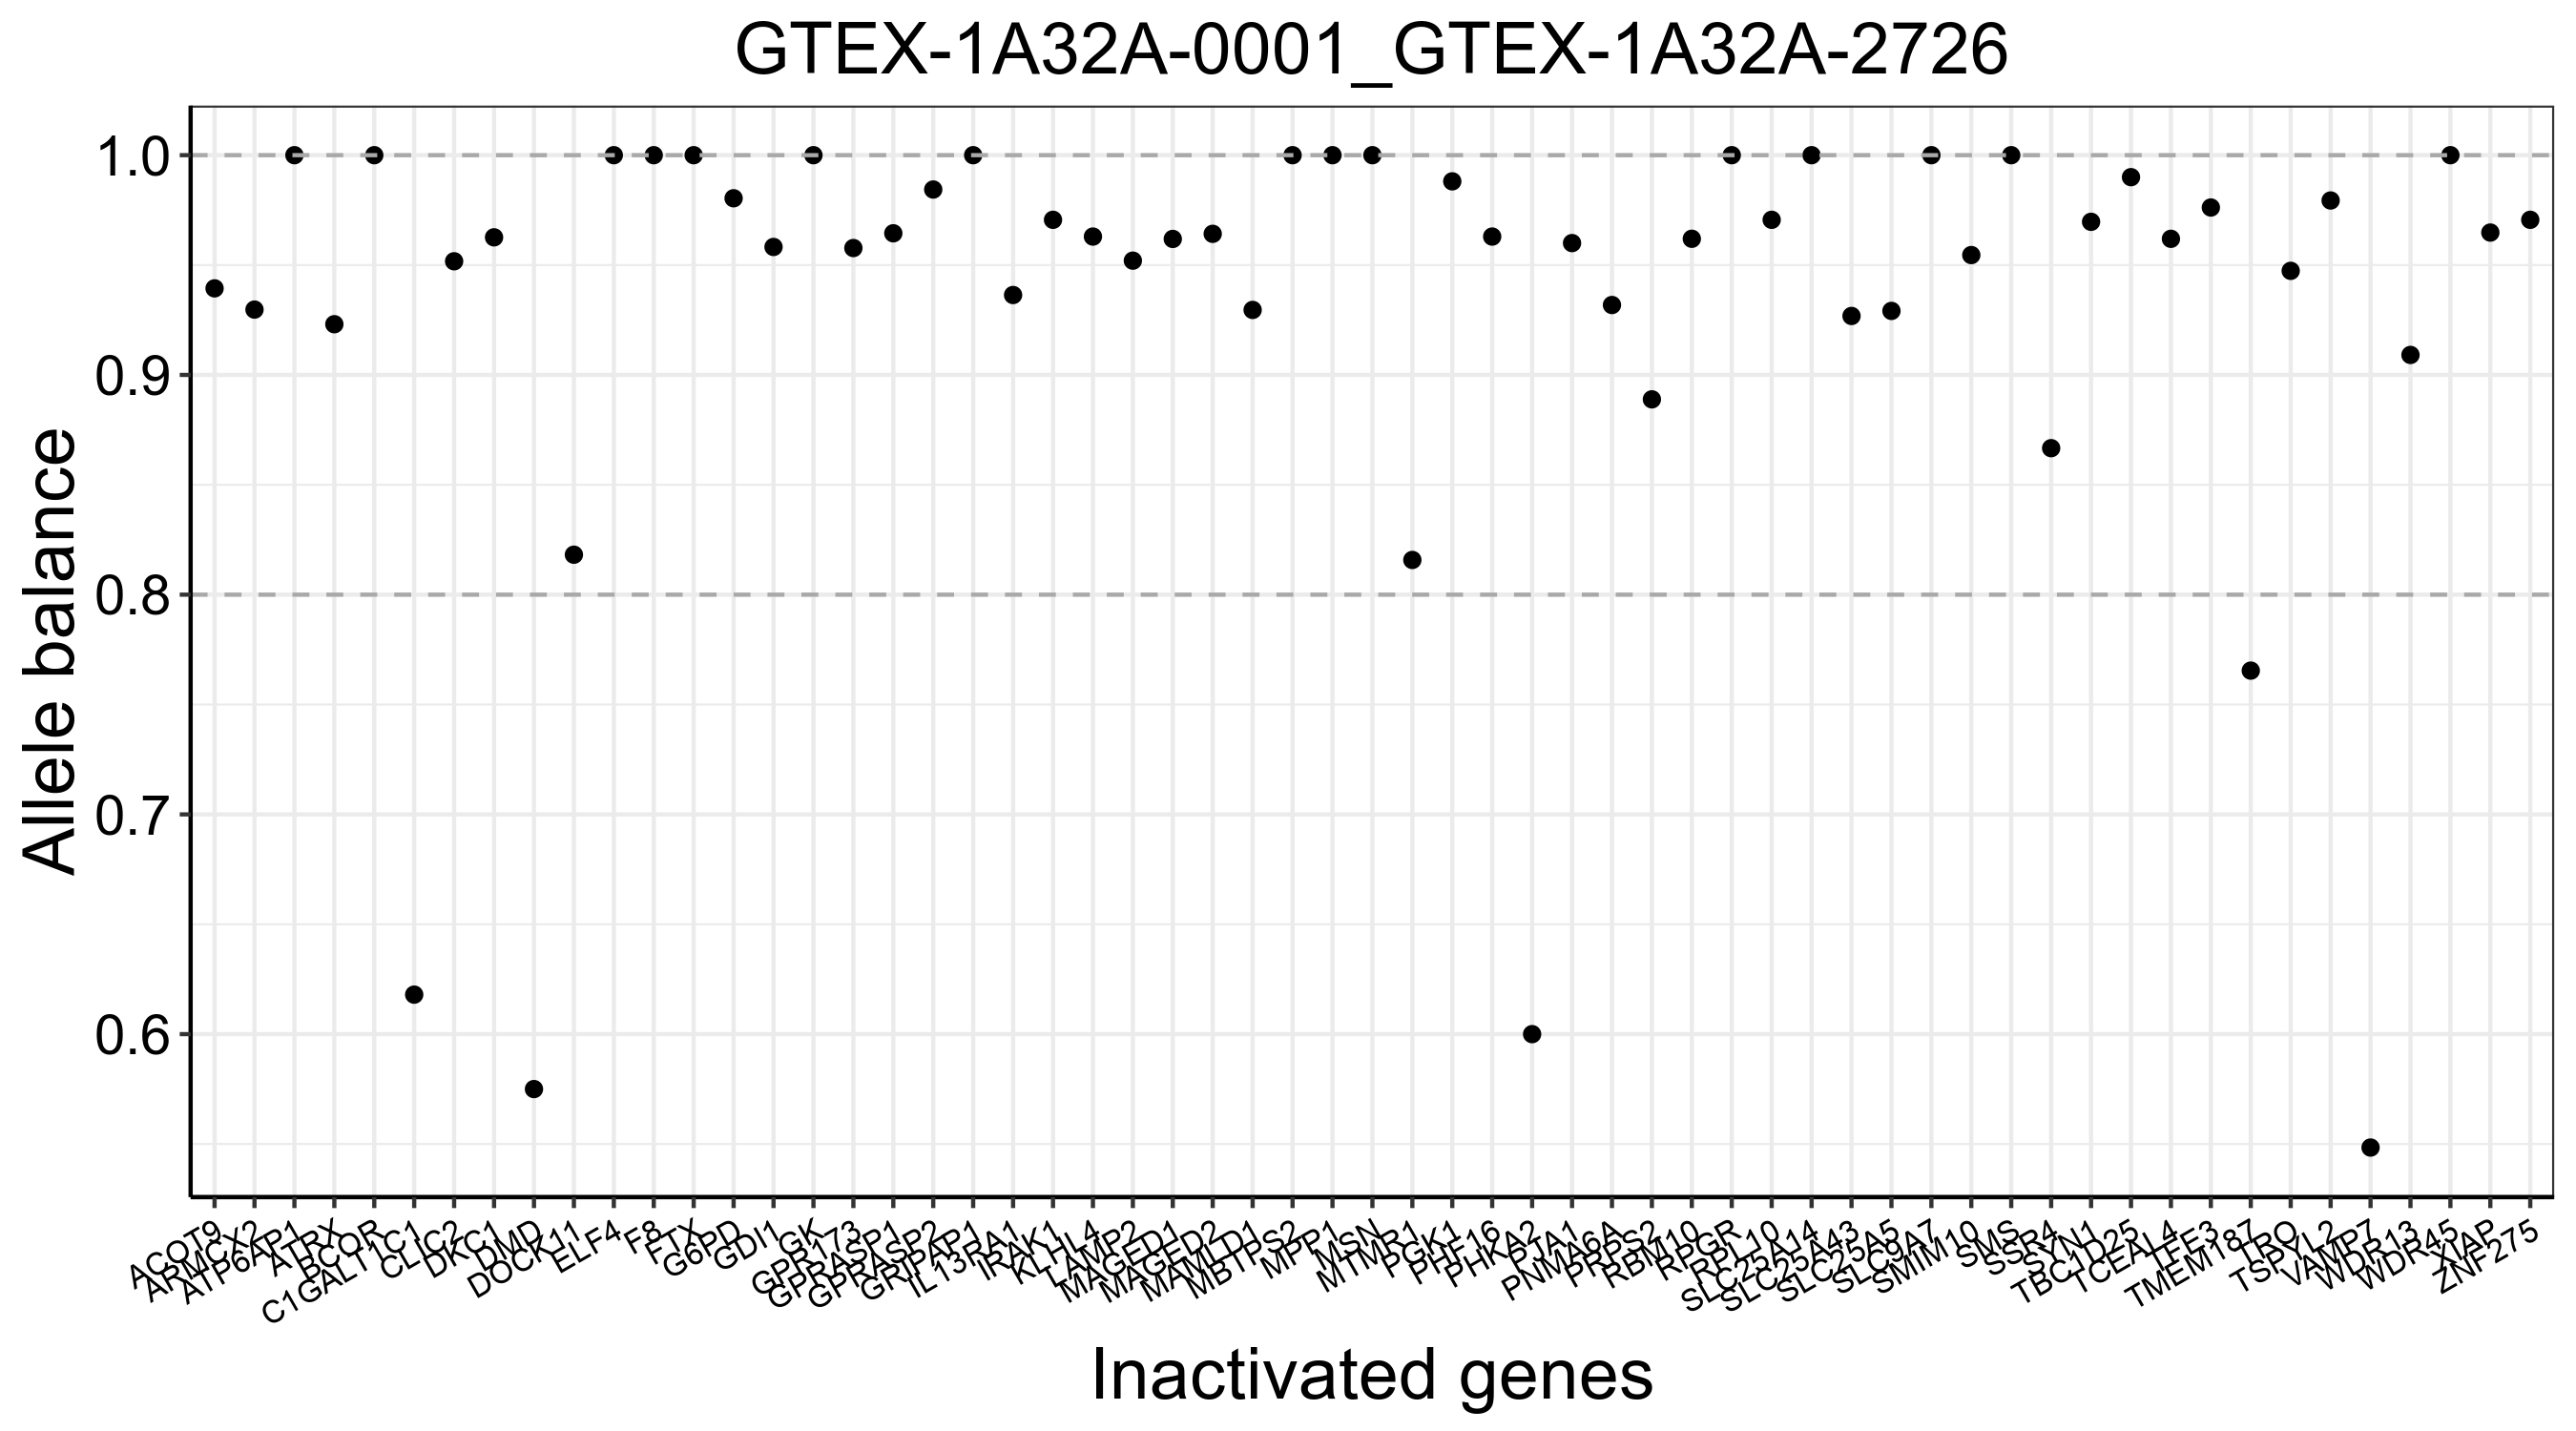 GTEX-1A32A-0001_GTEX-1A32A-2726
Allele balance
1.0
0.9
0.8
0.7
0.6
ACOT9
ARMCX2
ATP6AP1
ATRX
BCOR
C1GALT1C1
CLIC2
DKC1
DMD
DOCK11
ELF4
F8
FTX
G6PD
GDI1
GK
GPR173
GPRASP1
GPRASP2
GRIPAP1
IL13RA1
IRAK1
KLHL4
LAMP2
MAGED1
MAGED2
MAMLD1
MBTPS2
MPP1
MSN
MTMR1
PGK1
PHF16
PHKA2
PJA1
PNMA6A
PRPS2
RBM10
RPGR
RPL10
SLC25A14
SLC25A43
SLC25A5
SLC9A7
SMIM10
SMS
SSR4
SYN1
TBC1D25
TCEAL4
TFE3
TMEM187
TRO
TSPYL2
VAMP7
WDR13
WDR45
XIAP
ZNF275
Inactivated genes